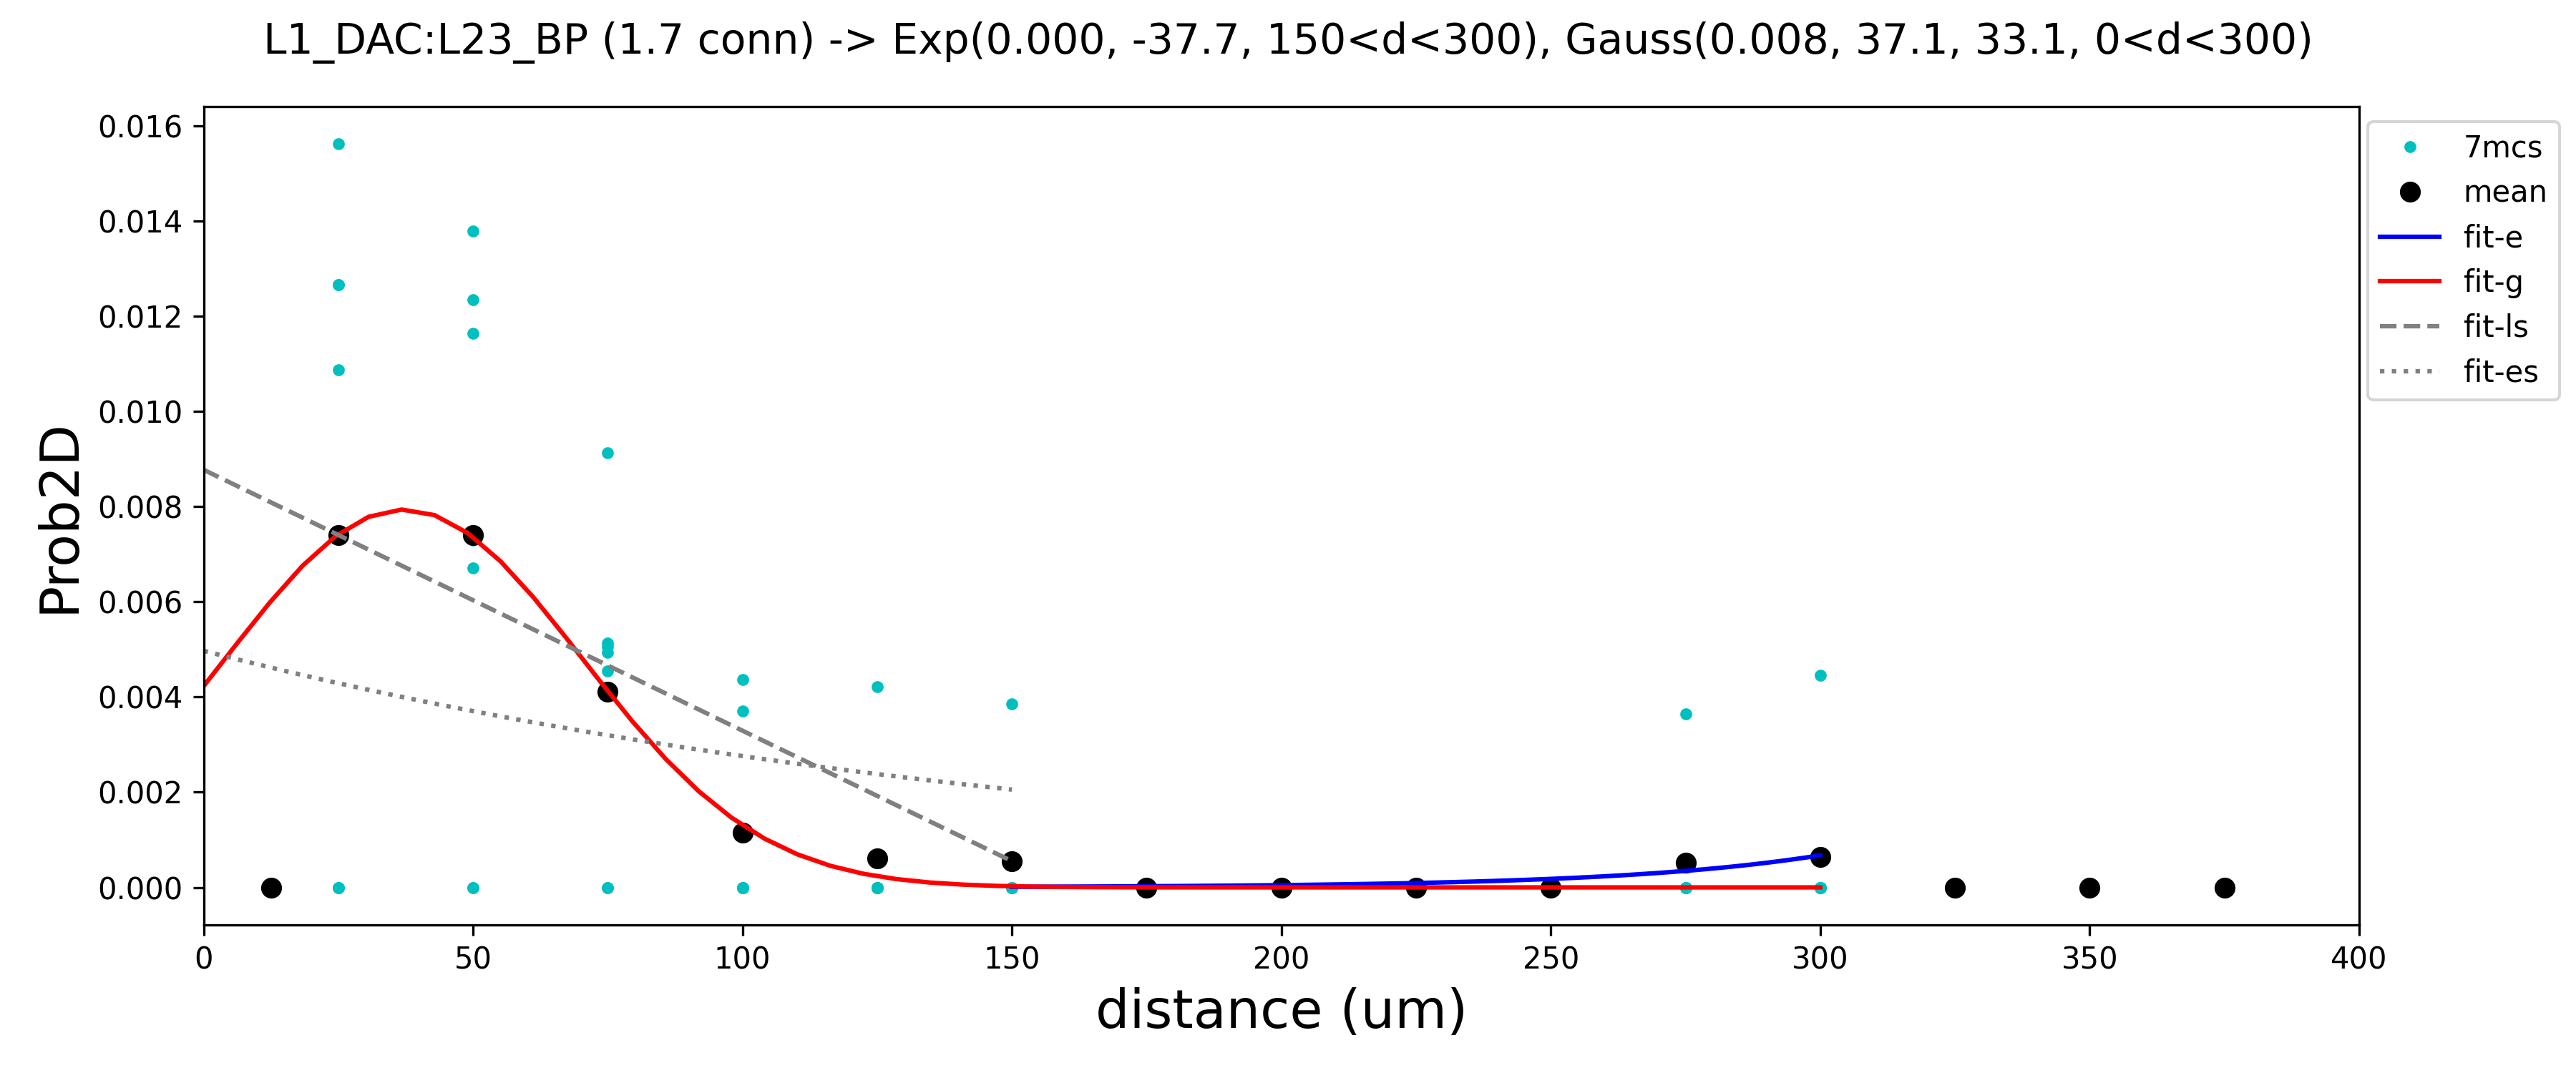 L1_DAC:L23_BP (1.7 conn) -> Exp(0.000, -37.7, 150<d<300), Gauss(0.008, 37.1, 33.1, 0<d<300)
0.016
0.014
0.012
0.010
0.008
0.006
0.004
0.002
0.000
Prob2D
0 50 100 150 200 250 300 350 400
distance (um)
7mcs
mean
fit-e
fit-g
fit-ls
fit-es